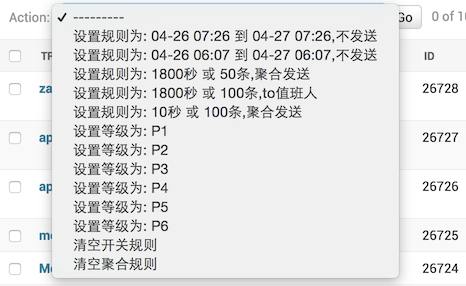 Action: ✓ ---------
Go 0 of 10
设置规则为: 04-26 07:26 到 04-27 07:26,不发送
设置规则为: 04-26 06:07 到 04-27 06:07,不发送
ID
设置规则为: 1800秒 或 50条,聚合发送
za 26728
设置规则为: 1800秒 或 100条,to值班人
设置规则为: 10秒 或 100条,聚合发送
设置等级为: P1
ap 26727
设置等级为: P2
设置等级为: P3
设置等级为: P4
ap 26726
设置等级为: P5
设置等级为: P6
清空开关规则
26725
清空聚合规则
26724